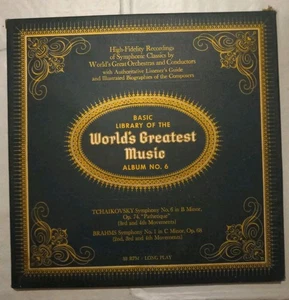 High-Fidelity Recordings
of Symphonic Classics by
World's Great Orchestras and Conductors
with Authoritative Listener's Guide
and Illustrated Biographies of the Composers
BASIC
LIBRARY OF THE
World's Greatest
Music
ALBUM NO. 6
TCHAIKOVSKY Symphony No. 6 in B Minor,
Op. 74, "Pathetique"
(3rd and 4th Movements)
BRAHMS Symphony No. 1 in C Minor, Op. 68
(2nd, 3rd and 4th Movements)
33 RPM - LONG PLAY